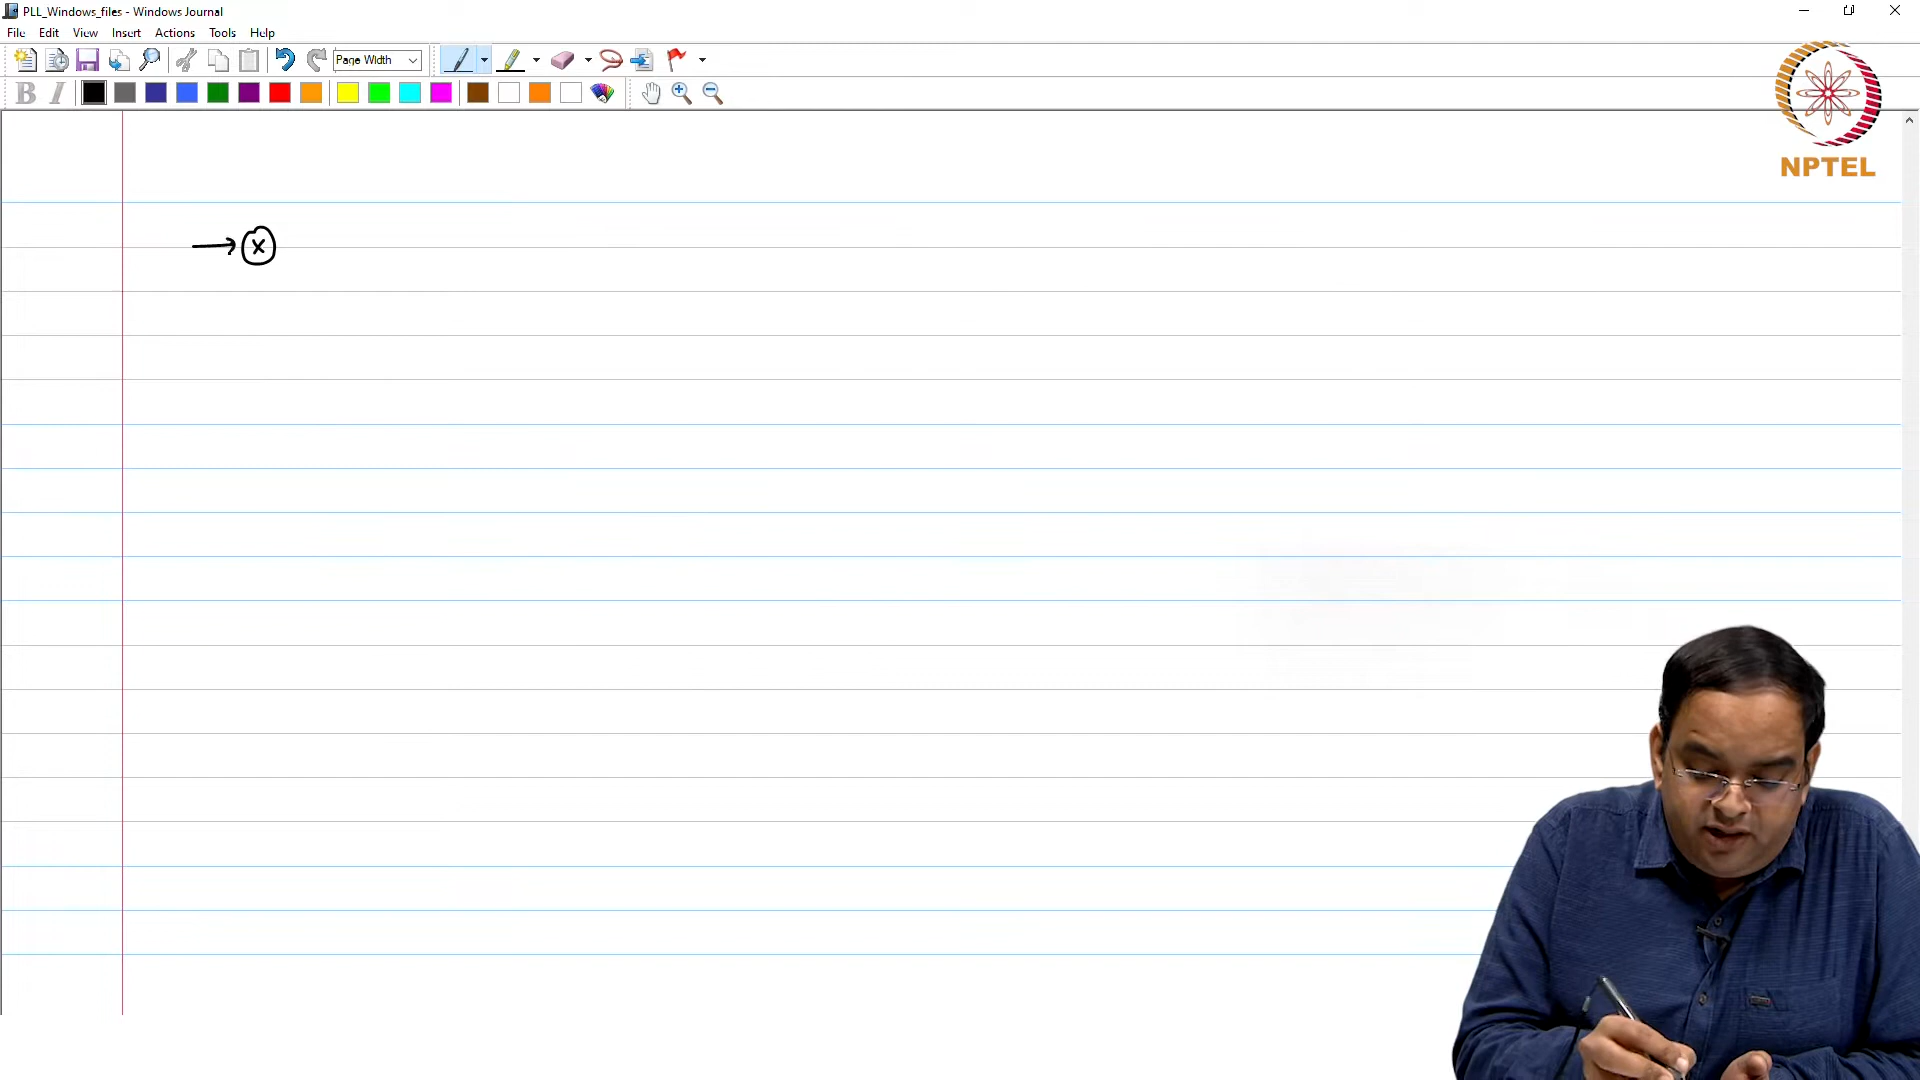 PLL_Windows_files - Windows Journal
File Edit View Insert Actions Tools Help
Page Width
B I
NPTEL
→ⓧ